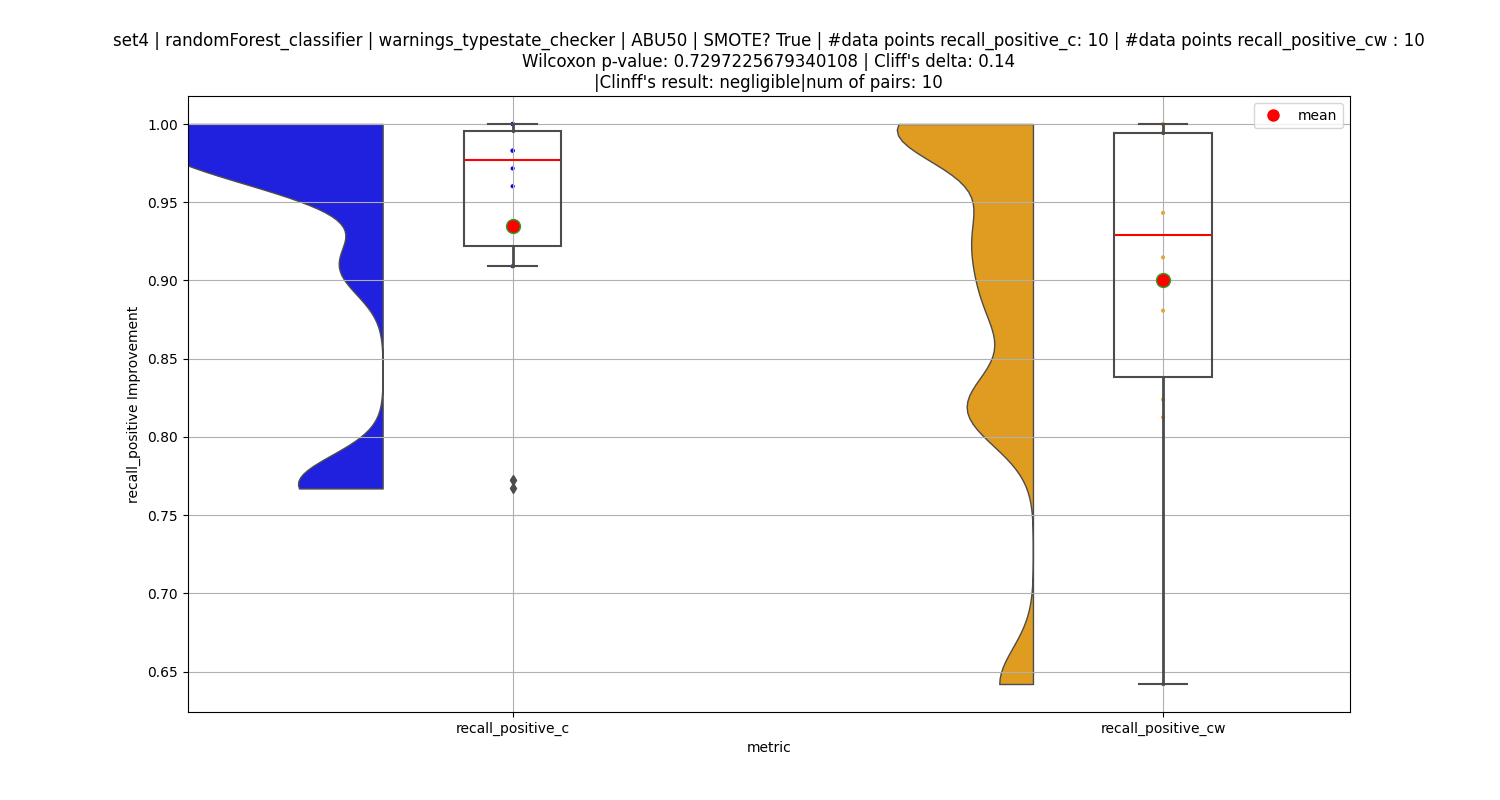 set4 | randomForest_classifier | warnings_typestate_checker | ABU50 | SMOTE? True | #data points recall_positive_c: 10 | #data points recall_positive_cw : 10
Wilcoxon p-value: 0.7297225679340108 | Cliff's delta: 0.14
|Clinff's result: negligible|num of pairs: 10
mean
1.00
0.95
0.90
0.85
0.80
0.75
0.70
0.65
recall_positive Improvement
recall_positive_c
recall_positive_cw
metric